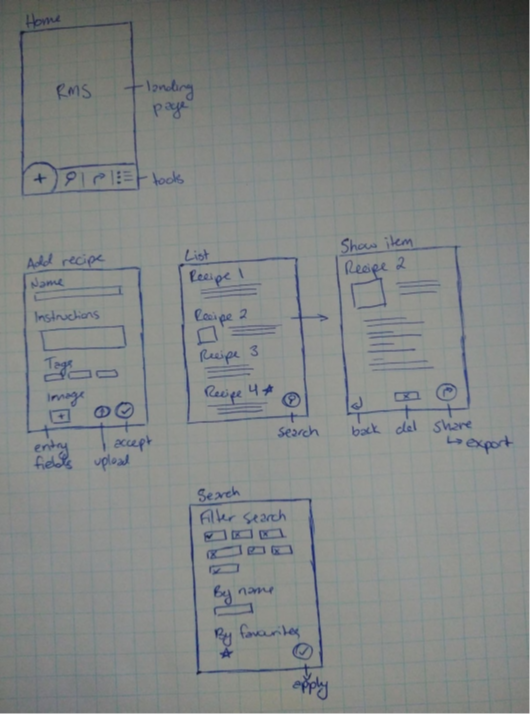 Home
RMS
landing
page
tools
Add recipe
Name
Instructions
Tags
Image
entry
fields
upload
accept
List
Recipe 1
Recipe 2
Recipe 3
Recipe 4
search
Show item
Recipe 2
back
del
share
export
Search
Filter search
By name
By favourites
apply